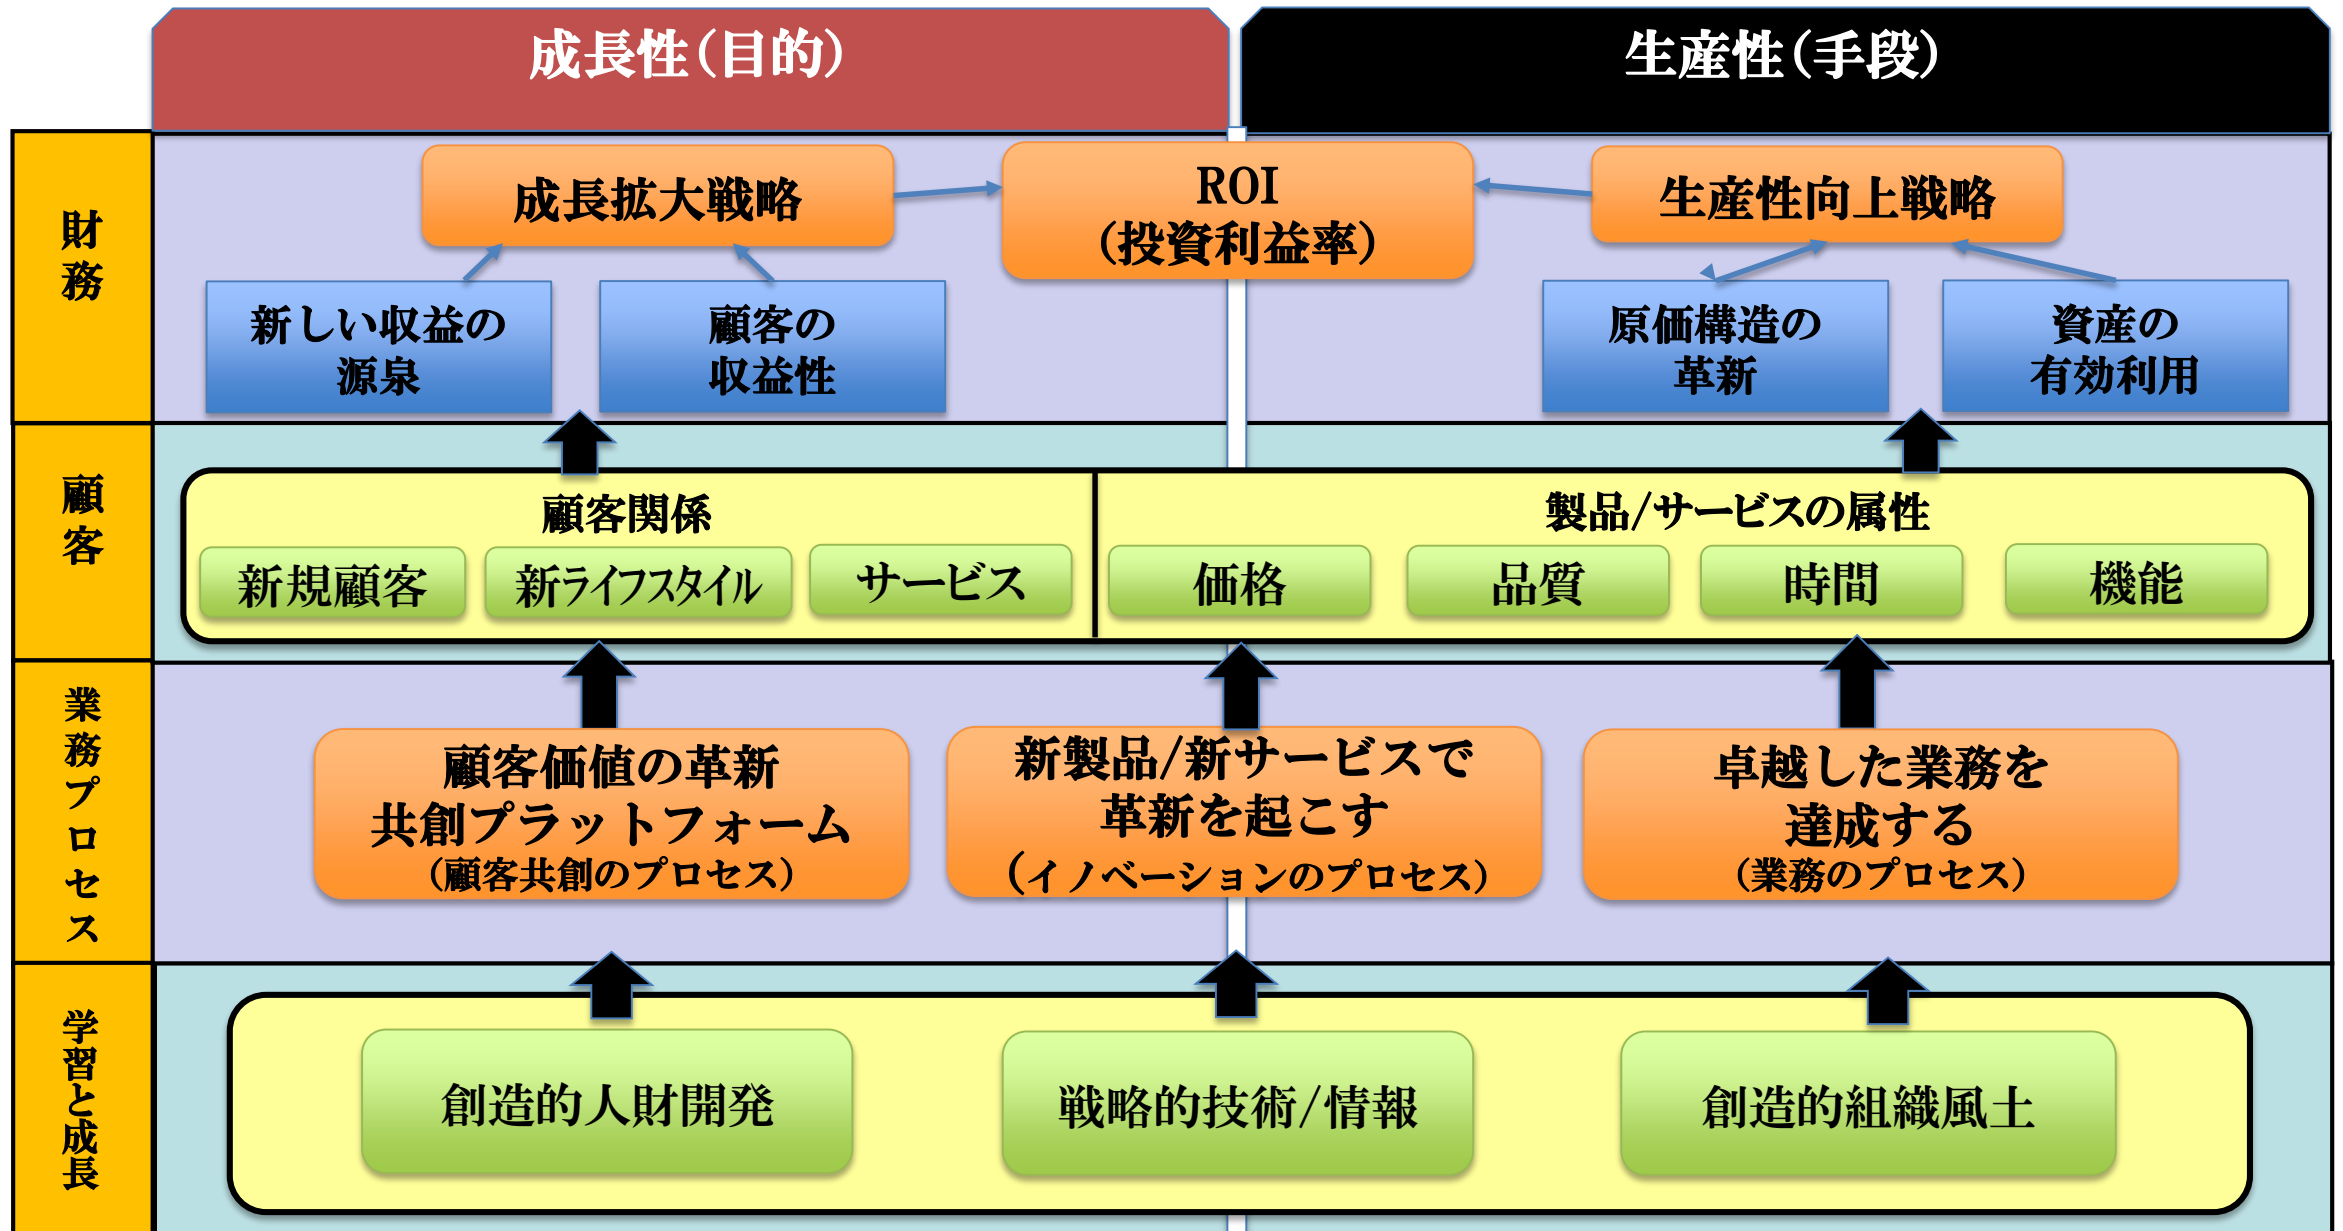 成長性（目的）
生産性（手段）
財務
成長拡大戦略
ROI
（投資利益率）
生産性向上戦略
新しい収益の
源泉
顧客の
収益性
原価構造の
革新
資産の
有効利用
顧客
顧客関係
製品/サービスの属性
新規顧客
新ライフスタイル
サービス
価格
品質
時間
機能
業務プロセス
顧客価値の革新
共創プラットフォーム
（顧客共創のプロセス）
新製品/新サービスで
革新を起こす
（イノベーションのプロセス）
卓越した業務を
達成する
（業務のプロセス）
学習と成長
創造的人財開発
戦略的技術/情報
創造的組織風土